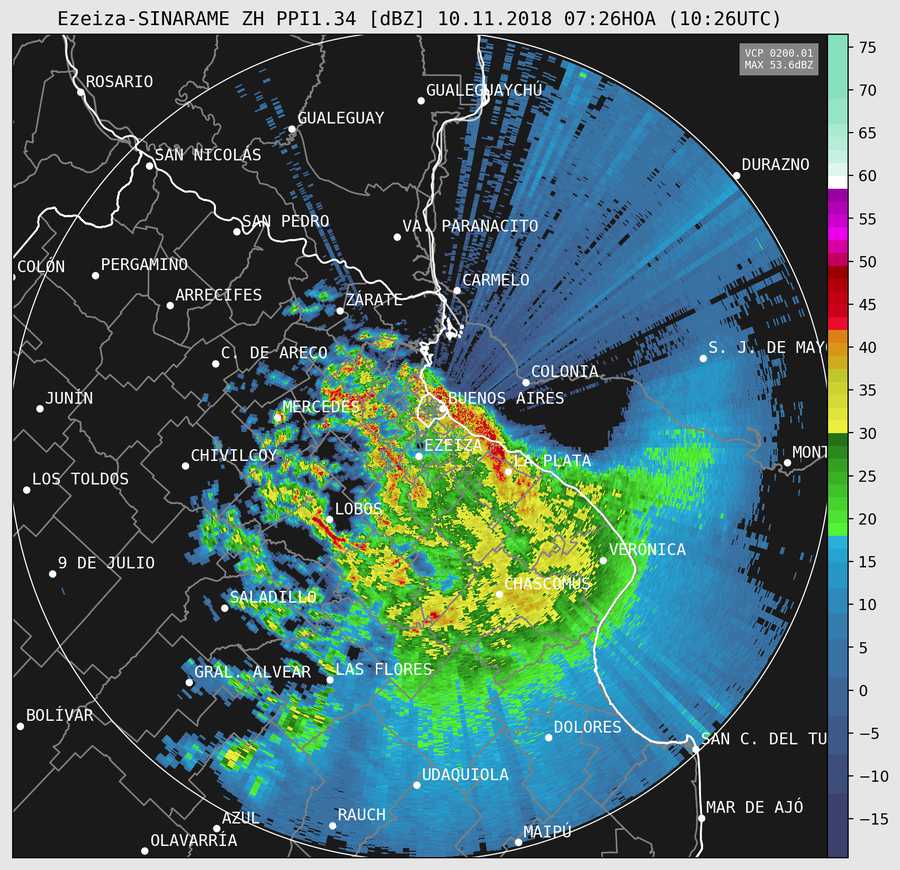 Ezeiza-SINARAME ZH PPI1.34 [dBZ] 10.11.2018 07:26HOA (10:26UTC)
VCP 0200.01
MAX 53.6dBZ
ROSARIO
GUALEGUAYCHÚ
GUALEGUAY
SAN NICOLÁS
DURAZNO
SAN PEDRO
VA. PARANACITO
COLÓN
PERGAMINO
CARMELO
ARRECIFES
ZÁRATE
S. J. DE MAY
C. DE ARECO
COLONIA
JUNÍN
MERCEDES
BUENOS AIRES
EZEIZA
MONT
CHIVILCOY
LA PLATA
LOS TOLDOS
LOBOS
VERÓNICA
9 DE JULIO
CHASCOMÚS
SALADILLO
LAS FLORES
GRAL. ALVEAR
BOLÍVAR
DOLORES
SAN C. DEL TU
UDAQUIOLA
MAR DE AJÓ
RAUCH
AZUL
MAIPÚ
OLAVARRÍA
75
70
65
60
55
50
45
40
35
30
25
20
15
10
5
0
−5
−10
−15